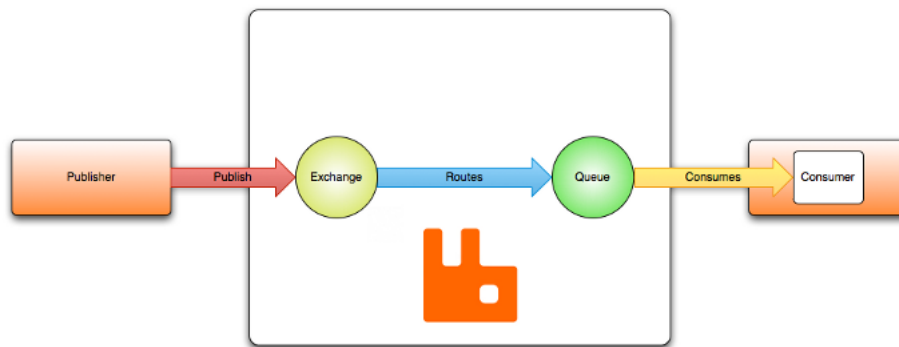 Publisher
Publish
Exchange
Routes
Queue
Consumes
Consumer